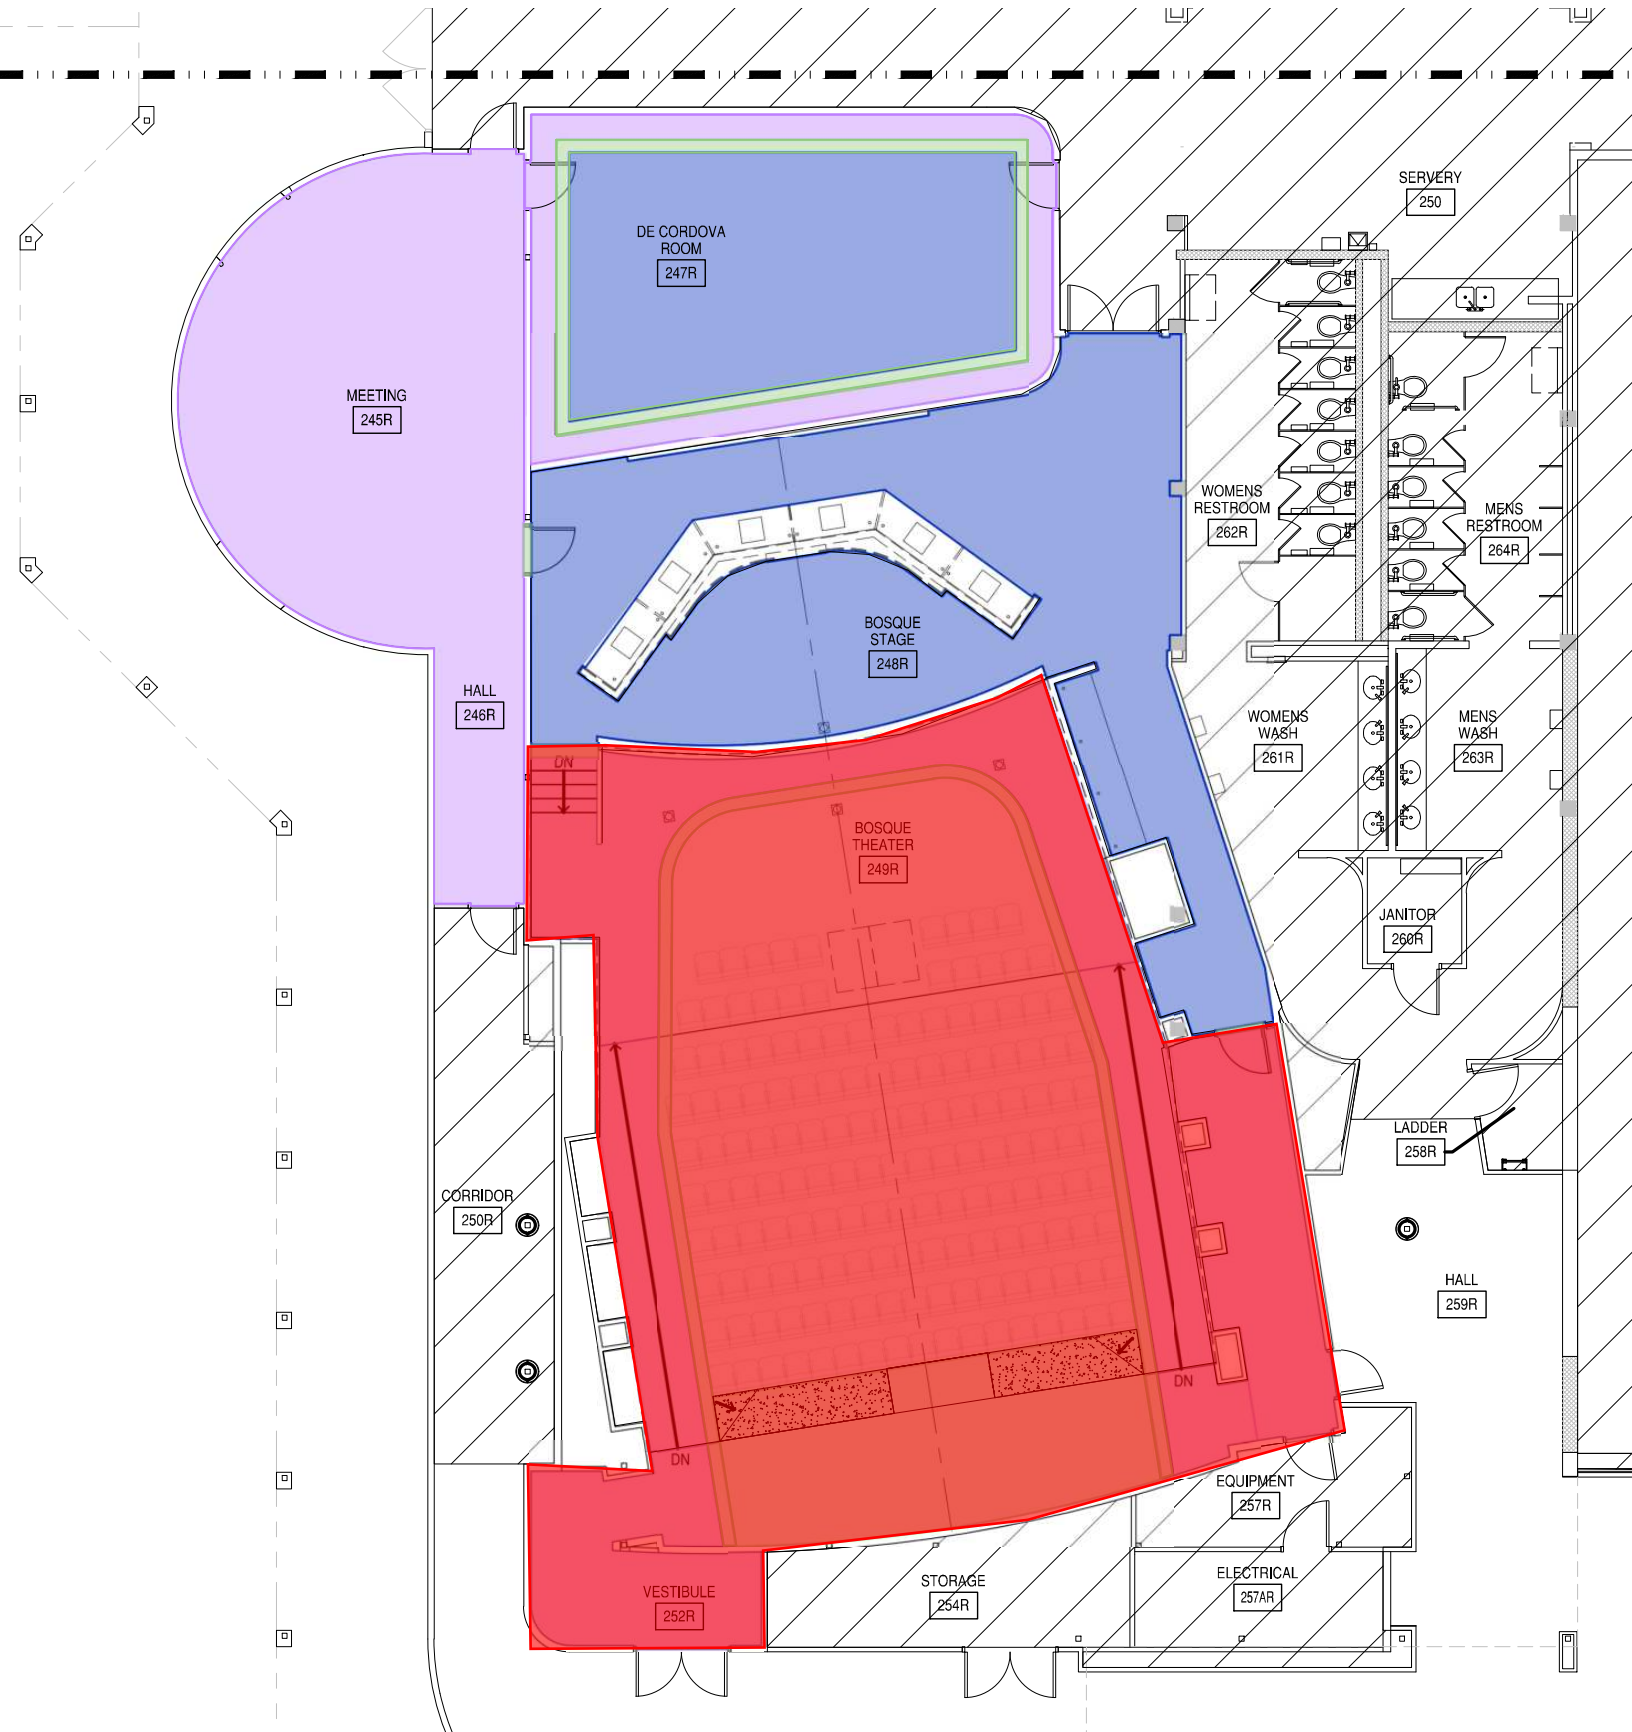 SERVERY
250
DE CORDOVA
ROOM
247R
MEETING
245R
WOMENS
RESTROOM
262R
MENS
RESTROOM
264R
BOSQUE
STAGE
248R
HALL
246R
WOMENS
WASH
261R
MENS
WASH
263R
DN
BOSQUE
THEATER
249R
JANITOR
260R
LADDER
258R
CORRIDOR
250R
HALL
259R
DN
DN
EQUIPMENT
257R
ELECTRICAL
257AR
STORAGE
254R
VESTIBULE
252R